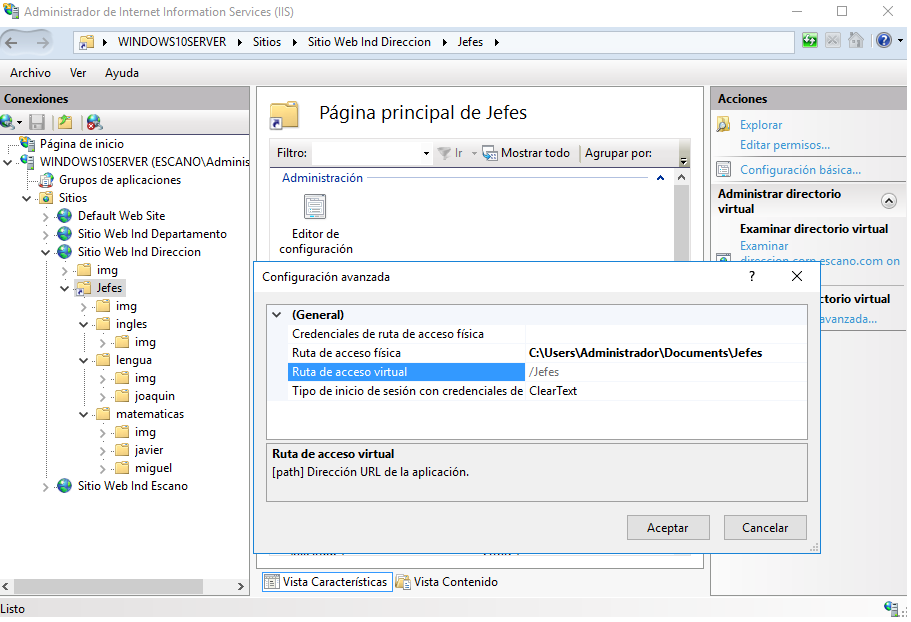 Administrador de Internet Information Services (IIS)
WINDOWS10SERVER
Sitios
Sitio Web Ind Direccion
Jefes
Archivo
Ver
Ayuda
Conexiones
Página de inicio
WINDOWS10SERVER (ESCANO\Adminis
Grupos de aplicaciones
Sitios
Default Web Site
Sitio Web Ind Departamento
Sitio Web Ind Direccion
img
Jefes
img
ingles
img
lengua
img
joaquin
matematicas
img
javier
miguel
Sitio Web Ind Escano
Página principal de Jefes
Filtro:
Ir
Mostrar todo
Agrupar por:
Administración
Editor de
configuración
Configuración avanzada
?
(General)
Credenciales de ruta de acceso física
Ruta de acceso física
C:\Users\Administrador\Documents\Jefes
Ruta de acceso virtual
/Jefes
Tipo de inicio de sesión con credenciales de
ClearText
Ruta de acceso virtual
[path] Dirección URL de la aplicación.
Aceptar
Cancelar
Vista Características
Vista Contenido
Acciones
Explorar
Editar permisos...
Configuración básica...
Administrar directorio
virtual
Examinar directorio virtual
Examinar
direccion.corp.escano.com on
ctorio virtual
avanzada...
Listo